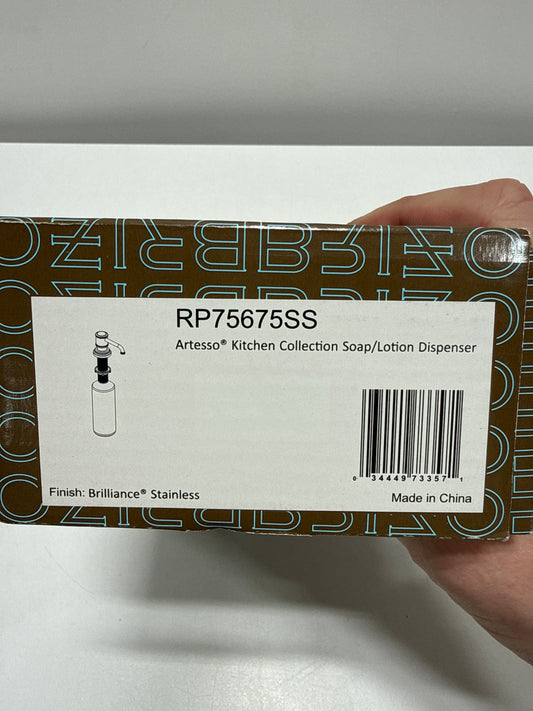 RP75675SS
Artesso® Kitchen Collection Soap/Lotion Dispenser
0 34449 73357 1
Finish: Brilliance® Stainless
Made in China